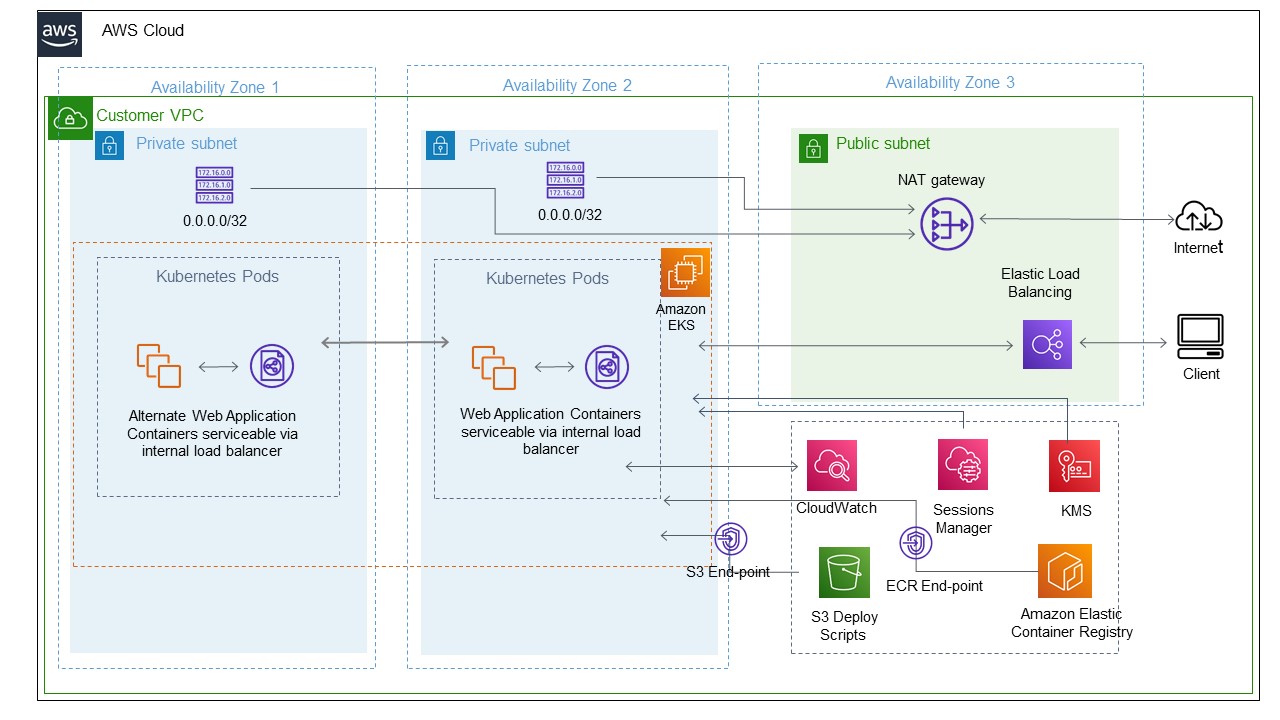 aws
AWS Cloud
Availability Zone 1
Availability Zone 2
Availability Zone 3
Customer VPC
Private subnet
Private subnet
Public subnet
172.16.0.0
172.16.1.0
172.16.2.0
0.0.0.0/32
172.16.0.0
172.16.1.0
172.16.2.0
0.0.0.0/32
NAT gateway
Internet
Elastic Load
Balancing
Client
Kubernetes Pods
Kubernetes Pods
Amazon
EKS
Alternate Web Application
Containers serviceable via
internal load balancer
Web Application Containers
serviceable via internal load
balancer
CloudWatch
Sessions
Manager
KMS
S3 End-point
ECR End-point
S3 Deploy
Scripts
Amazon Elastic
Container Registry